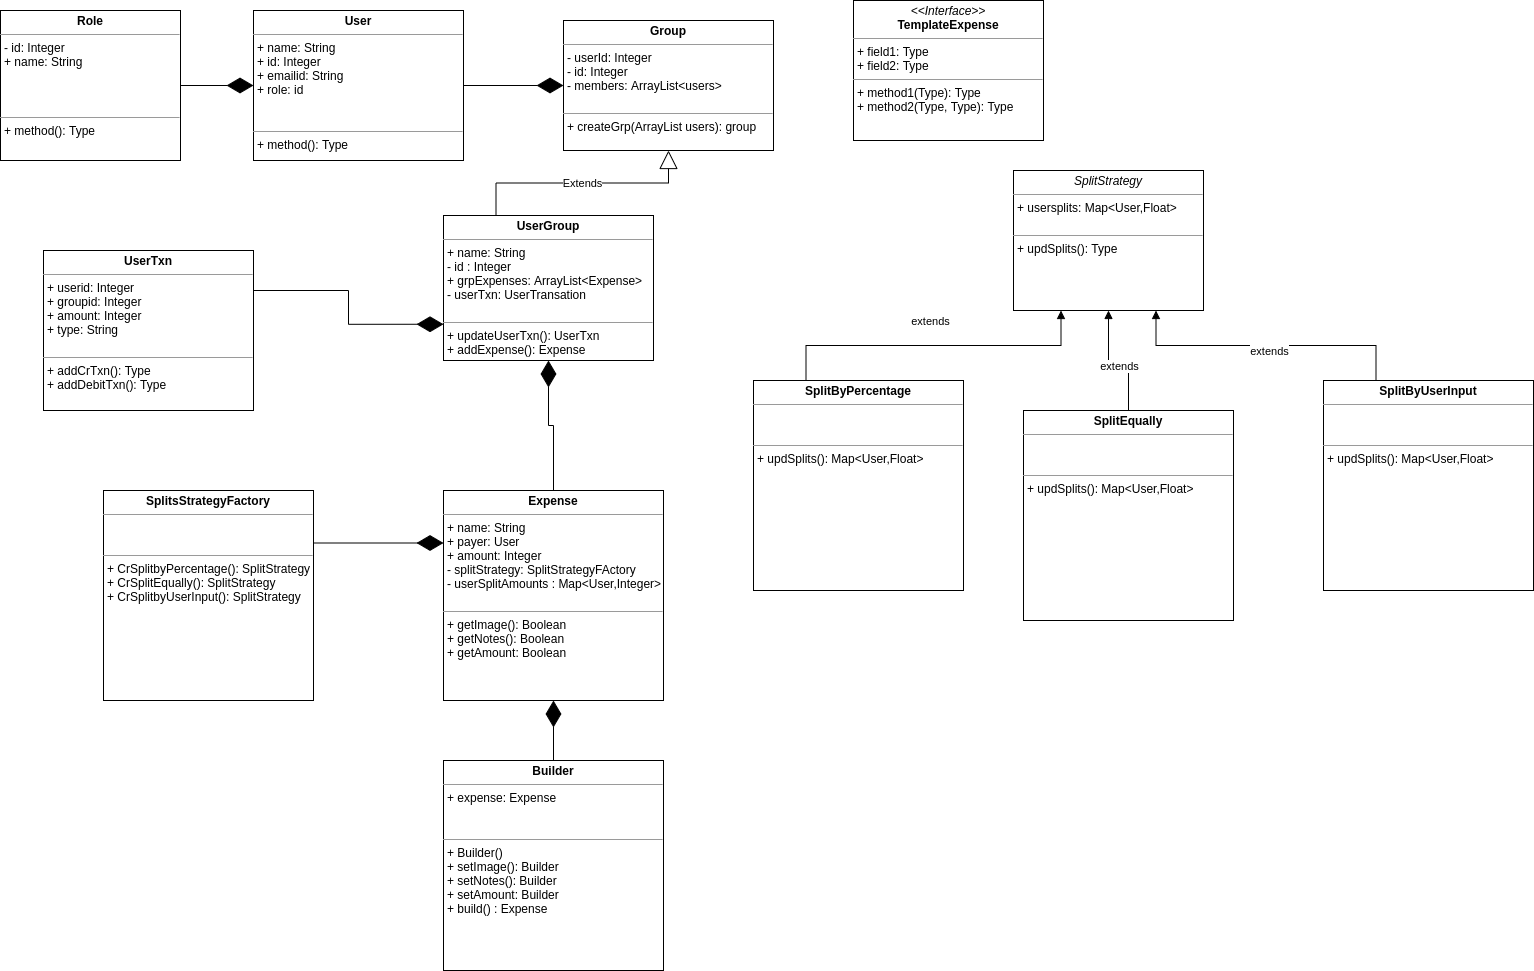 Role
- id: Integer
+ name: String
+ method(): Type
User
+ name: String
+ id: Integer
+ emailid: String
+ role: id
+ method(): Type
Group
- userId: Integer
- id: Integer
- members: ArrayList<users>
+ createGrp(ArrayList users): group
<<Interface>>
TemplateExpense
+ field1: Type
+ field2: Type
+ method1(Type): Type
+ method2(Type, Type): Type
SplitStrategy
+ usersplits: Map<User,Float>
+ updSplits(): Type
Extends
UserGroup
+ name: String
- id : Integer
+ grpExpenses: ArrayList<Expense>
- userTxn: UserTransation
+ updateUserTxn(): UserTxn
+ addExpense(): Expense
UserTxn
+ userid: Integer
+ groupid: Integer
+ amount: Integer
+ type: String
+ addCrTxn(): Type
+ addDebitTxn(): Type
extends
extends
extends
SplitByPercentage
+ updSplits(): Map<User,Float>
SplitEqually
+ updSplits(): Map<User,Float>
SplitByUserInput
+ updSplits(): Map<User,Float>
SplitsStrategyFactory
+ CrSplitbyPercentage(): SplitStrategy
+ CrSplitEqually(): SplitStrategy
+ CrSplitbyUserInput(): SplitStrategy
Expense
+ name: String
+ payer: User
+ amount: Integer
- splitStrategy: SplitStrategyFActory
- userSplitAmounts : Map<User,Integer>
+ getImage(): Boolean
+ getNotes(): Boolean
+ getAmount: Boolean
Builder
+ expense: Expense
+ Builder()
+ setImage(): Builder
+ setNotes(): Builder
+ setAmount: Builder
+ build() : Expense